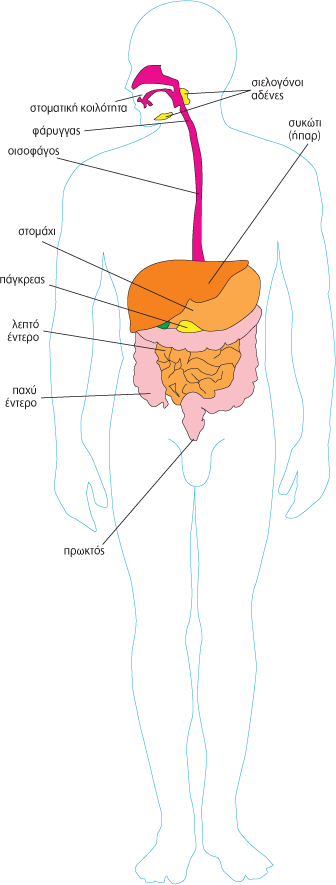 σιελογόνοι
αδένες
στοματική κοιλότητα
φάρυγγας
συκώτι
(ήπαρ)
οισοφάγος
στομάχι
πάγκρεας
λεπτό
έντερο
παχύ
έντερο
πρωκτός